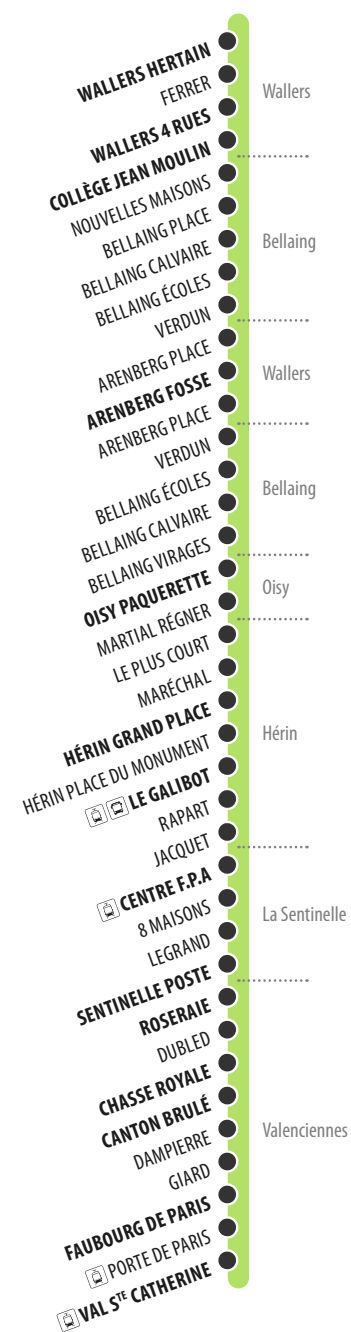 WALLERS HERTAIN
FERRER
WALLERS 4 RUES
COLLÈGE JEAN MOULIN
Wallers
NOUVELLES MAISONS
BELLAING PLACE
BELLAING CALVAIRE
BELLAING ÉCOLES
VERDUN
Bellaing
ARENBERG PLACE
ARENBERG FOSSE
ARENBERG PLACE
Wallers
VERDUN
BELLAING ÉCOLES
BELLAING CALVAIRE
BELLAING VIRAGES
Bellaing
OISY PAQUERETTE
MARTIAL RÉGNER
Oisy
LE PLUS COURT
MARÉCHAL
HÉRIN GRAND PLACE
HÉRIN PLACE DU MONUMENT
LE GALIBOT
RAPART
JACQUET
Hérin
CENTRE F.P.A
8 MAISONS
LEGRAND
SENTINELLE POSTE
La Sentinelle
ROSERAIE
DUBLED
CHASSE ROYALE
CANTON BRULÉ
DAMPIERRE
GIARD
FAUBOURG DE PARIS
PORTE DE PARIS
VAL STE CATHERINE
Valenciennes